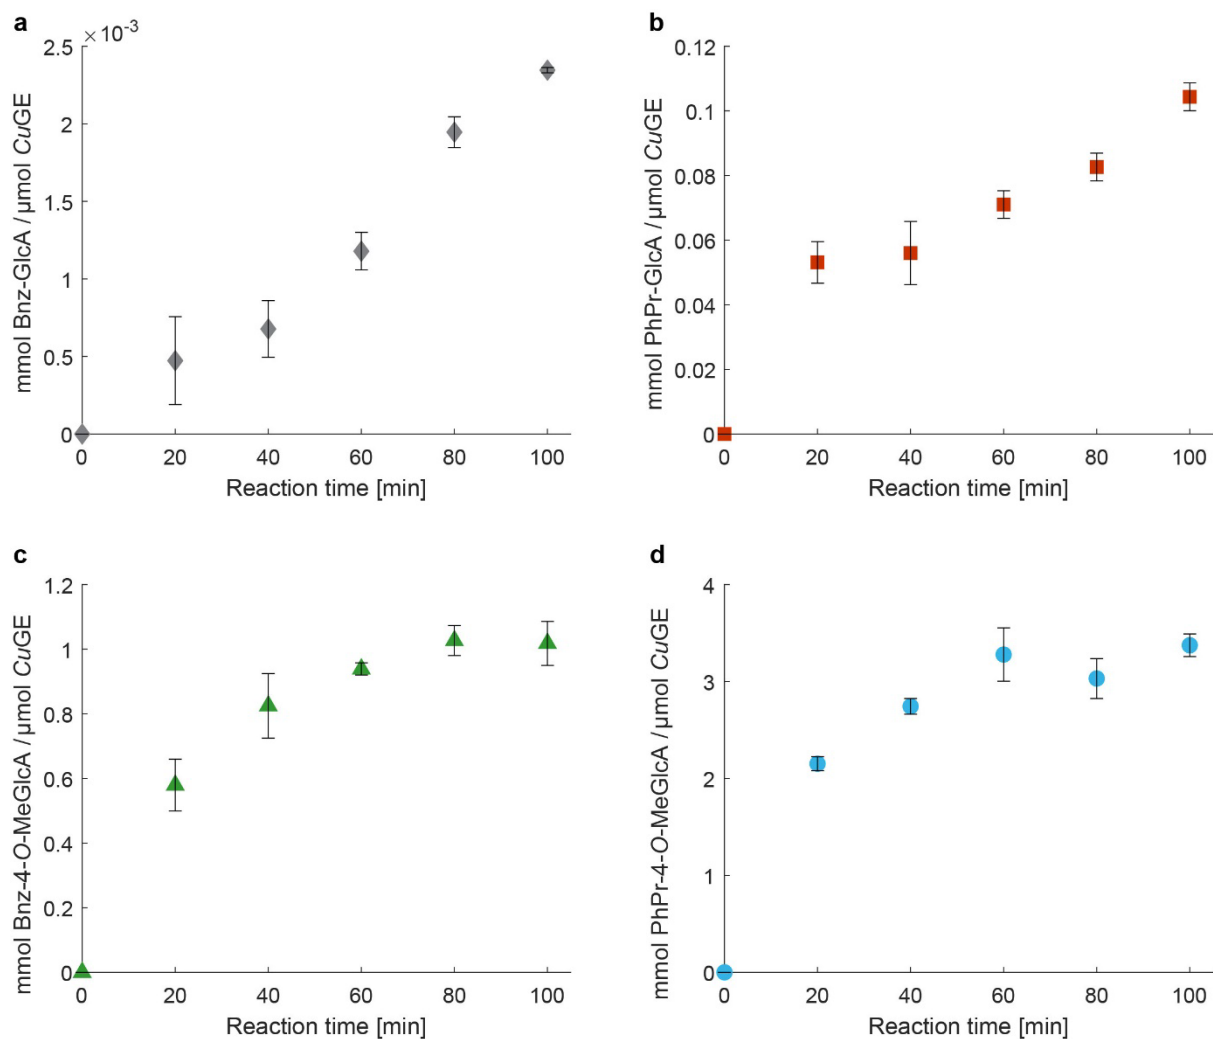 a
×10⁻³
mmol Bnz-GlcA / µmol CuGE
2.5
2
1.5
1
0.5
0
0 20 40 60 80 100
Reaction time [min]
b
mmol PhPr-GlcA / µmol CuGE
0.12
0.1
0.08
0.06
0.04
0.02
0
0 20 40 60 80 100
Reaction time [min]
c
mmol Bnz-4-O-MeGlcA / µmol CuGE
1.2
1
0.8
0.6
0.4
0.2
0
0 20 40 60 80 100
Reaction time [min]
d
mmol PhPr-4-O-MeGlcA / µmol CuGE
4
3
2
1
0
0 20 40 60 80 100
Reaction time [min]